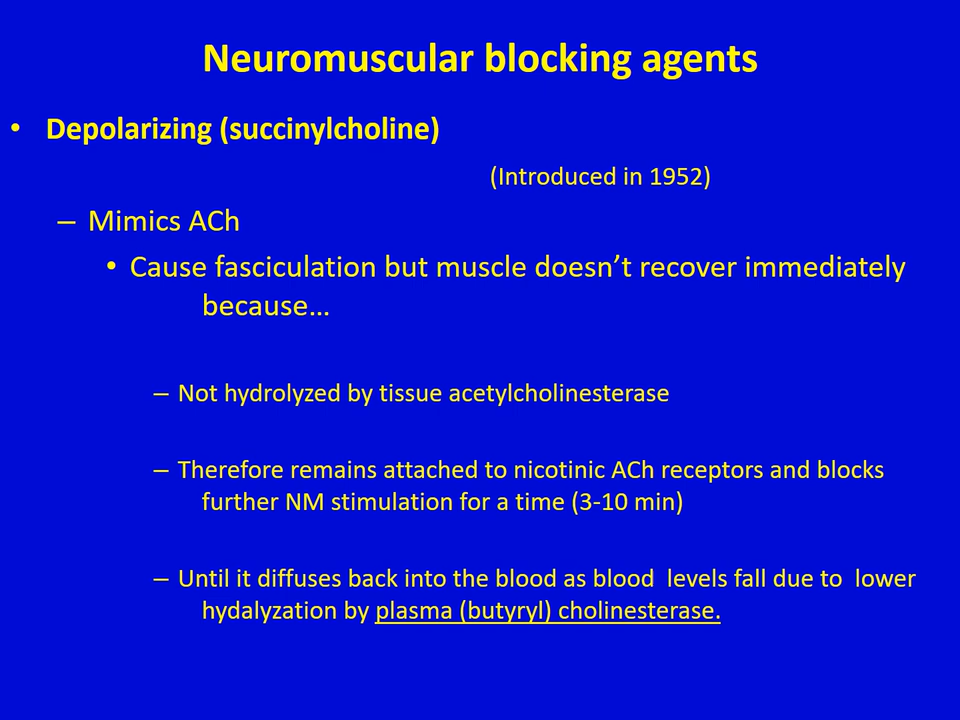 Neuromuscular blocking agents
• Depolarizing (succinylcholine)
(Introduced in 1952)
– Mimics ACh
• Cause fasciculation but muscle doesn’t recover immediately
because…
– Not hydrolyzed by tissue acetylcholinesterase
– Therefore remains attached to nicotinic ACh receptors and blocks
further NM stimulation for a time (3-10 min)
– Until it diffuses back into the blood as blood levels fall due to lower
hydalyzation by plasma (butyryl) cholinesterase.